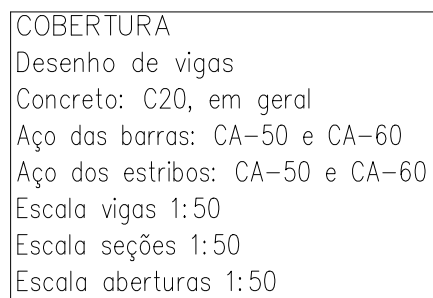 COBERTURA
Desenho de vigas
Concreto: C20, em geral
Aço das barras: CA-50 e CA-60
Aço dos estribos: CA-50 e CA-60
Escala vigas 1:50
Escala seções 1:50
Escala aberturas 1:50